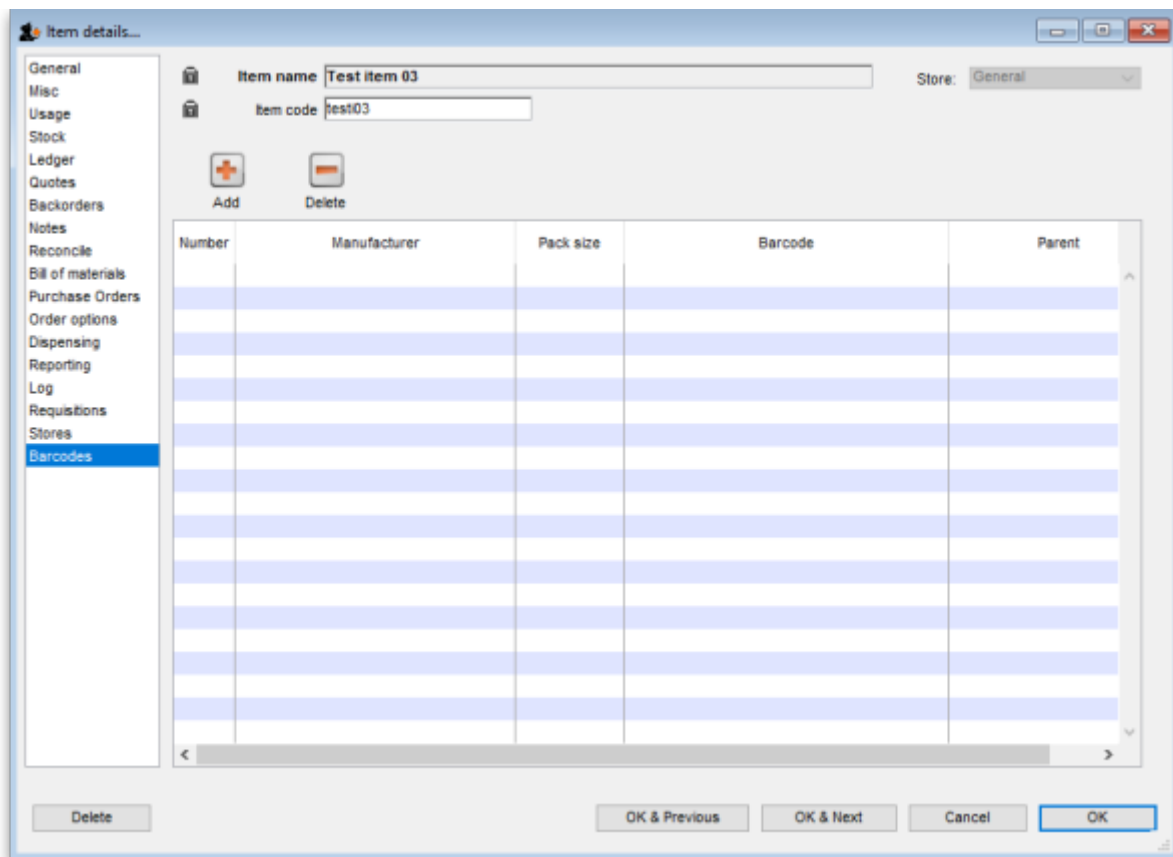 Item details...
General
Misc
Usage
Stock
Ledger
Quotes
Backorders
Notes
Reconcile
Bill of materials
Purchase Orders
Order options
Dispensing
Reporting
Log
Requisitions
Stores
Barcodes
Item name Test item 03 Store: General
Item code testi03
Add Delete
Number Manufacturer Pack size Barcode Parent
Delete OK & Previous OK & Next Cancel OK